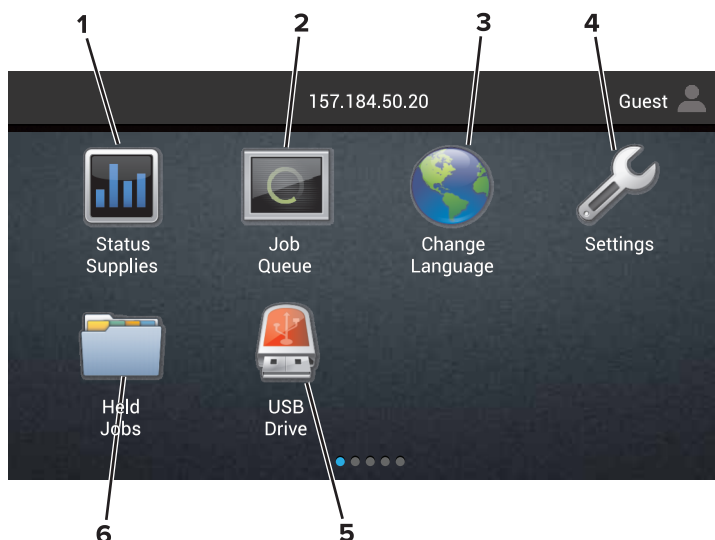 1 2 3 4
157.184.50.20 Guest
Status Supplies
Job Queue
Change Language
Settings
Held Jobs
USB Drive
6 5